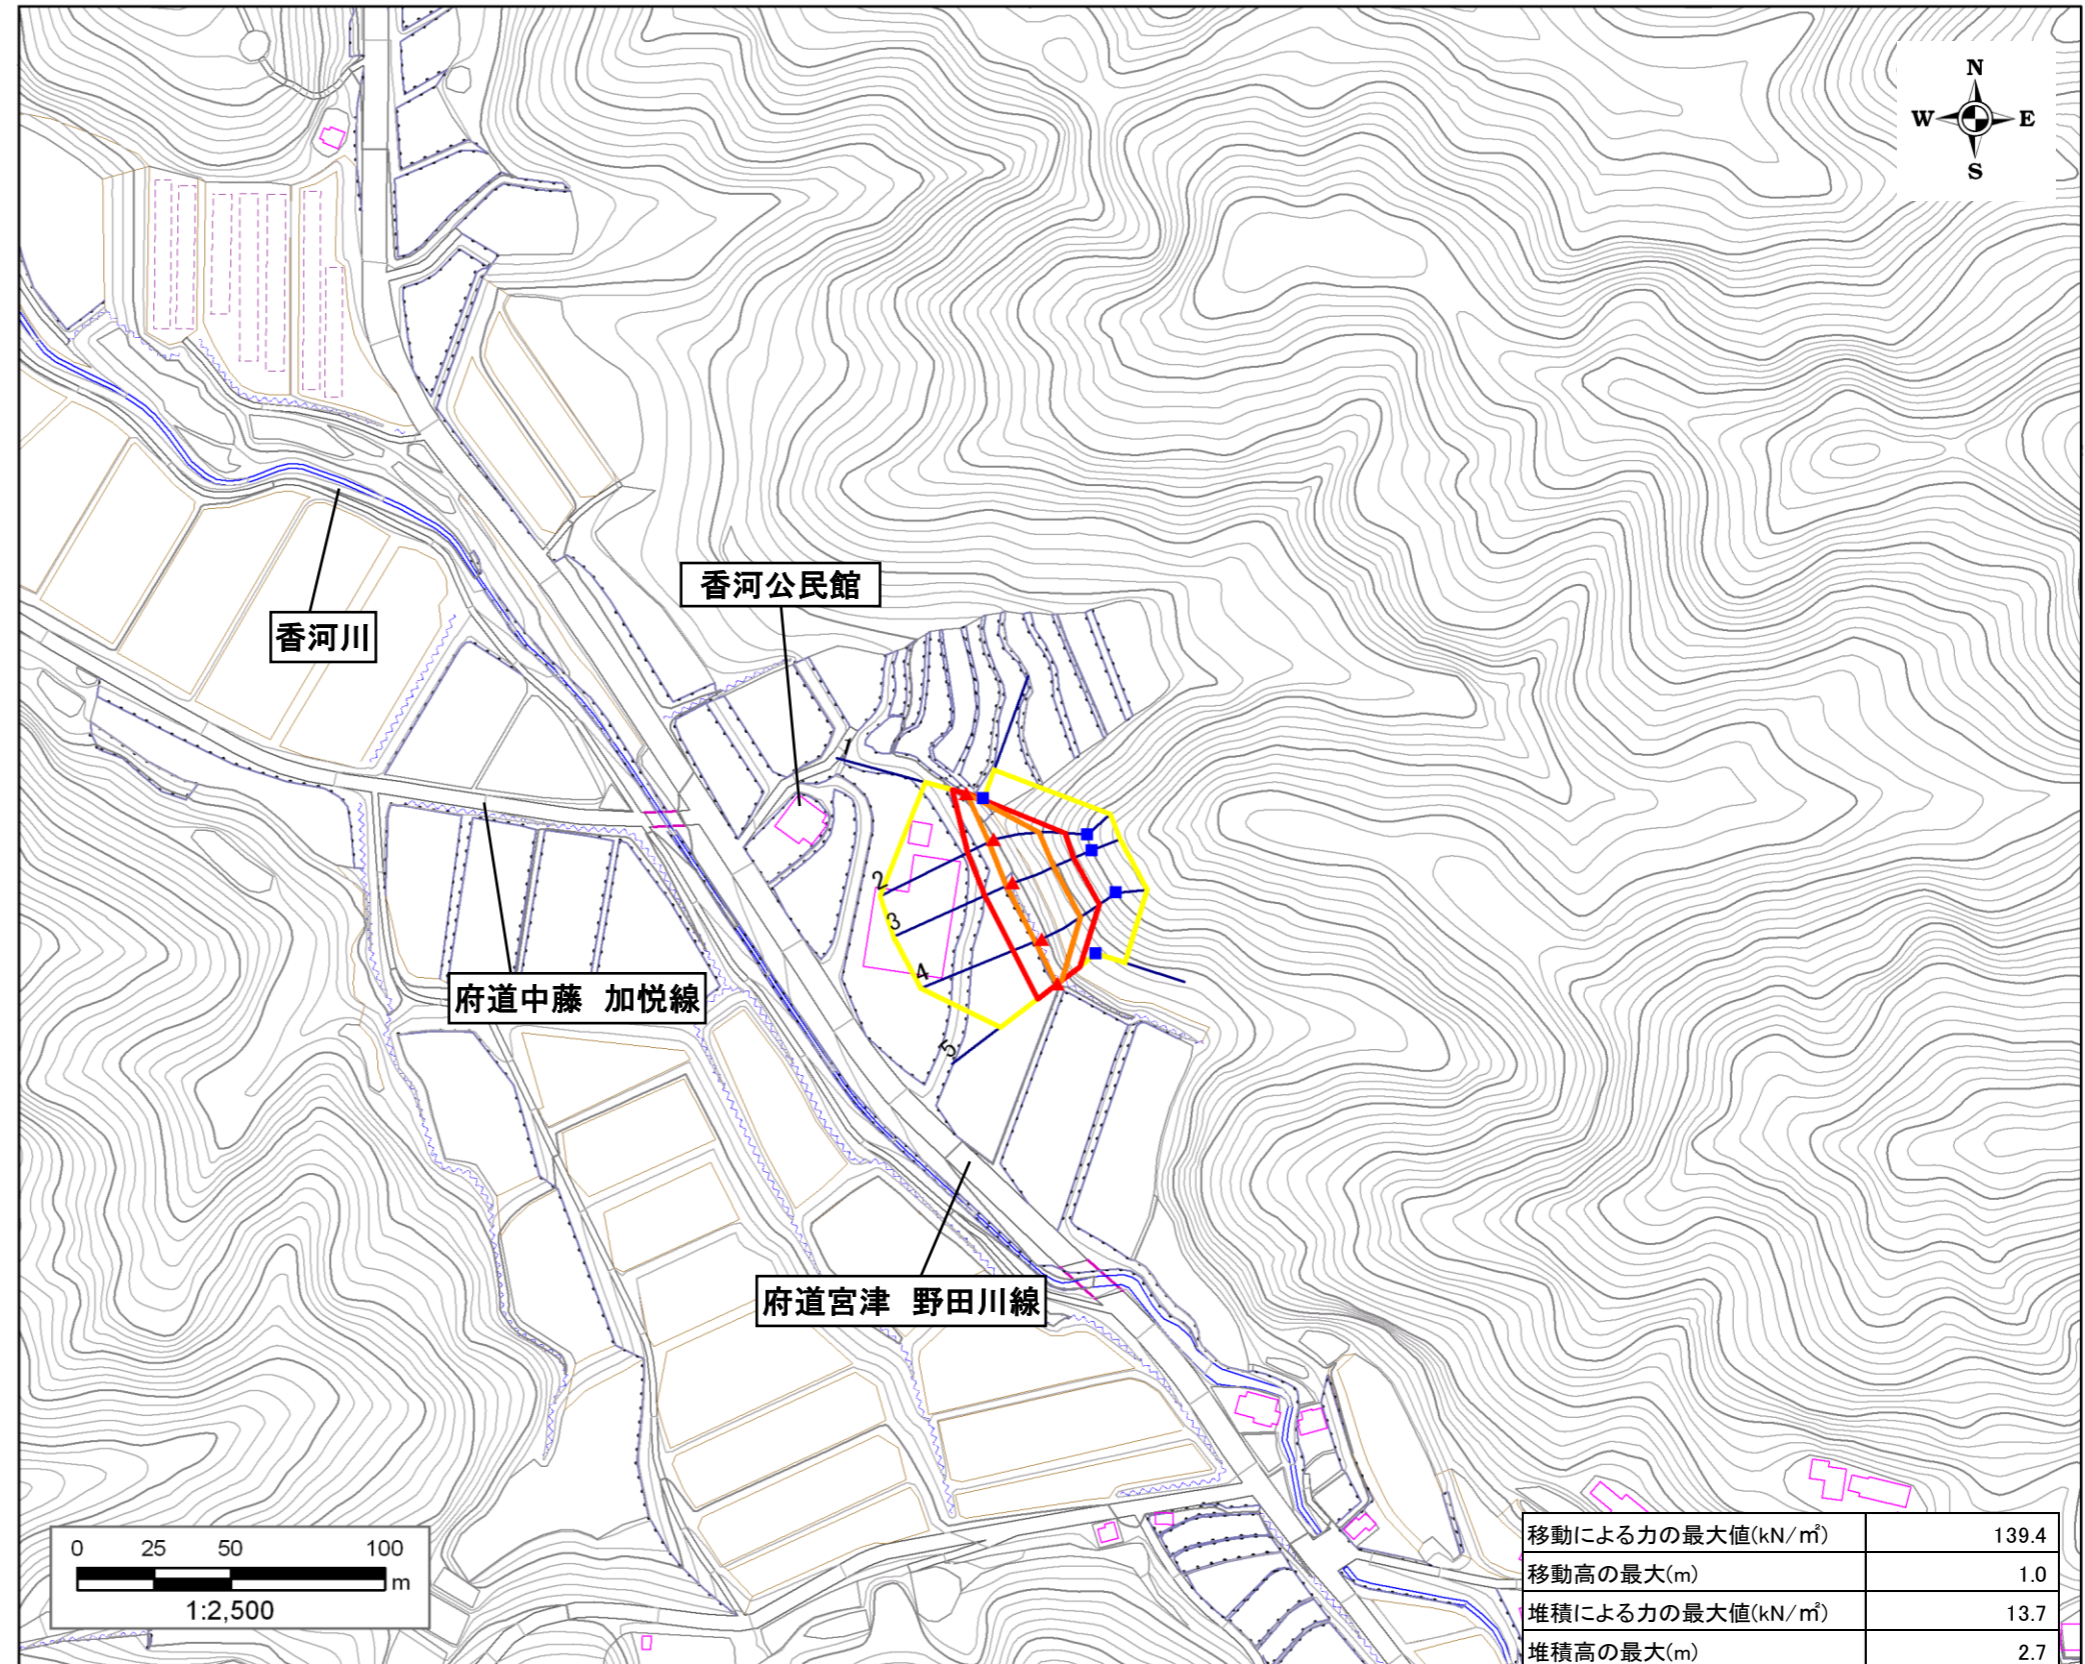 N
W E
S
香河公民館
香河川
1
2
3
4
5
府道中藤 加悦線
府道宮津 野田川線
0 25 50 100
m
1:2,500
移動による力の最大値(kN/㎡) 139.4
移動高の最大(m) 1.0
堆積による力の最大値(kN/㎡) 13.7
堆積高の最大(m) 2.7